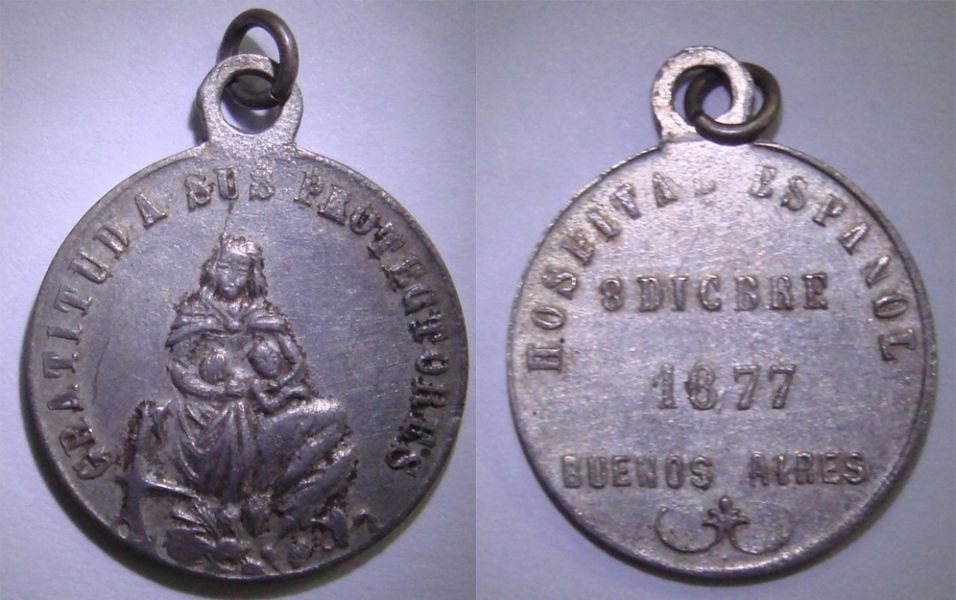 GRATITUD A SUS PROTECTORES
HOSPITAL ESPAÑOL
8 DICBRE
1877
BUENOS AIRES